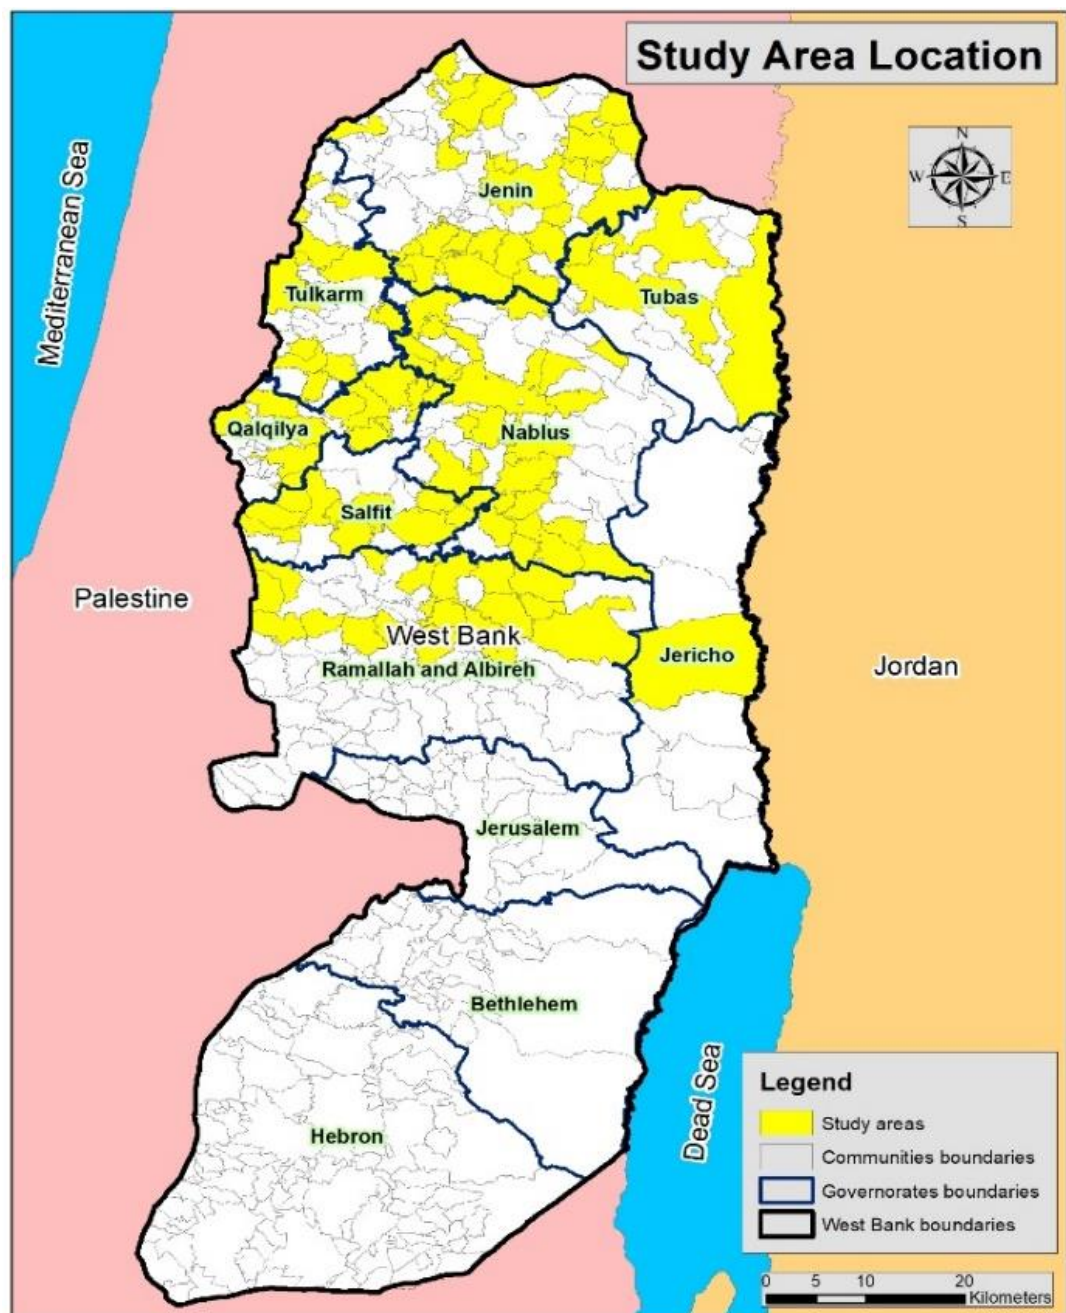 Study Area Location
N
W E
S
Mediterranean Sea
Jenin
Tulkarm
Tubas
Qalqilya
Nablus
Salfit
Palestine
West Bank
Ramallah and Albireh
Jericho
Jordan
Jerusalem
Bethlehem
Hebron
Dead Sea
Legend
Study areas
Communities boundaries
Governorates boundaries
West Bank boundaries
0 5 10 20
Kilometers